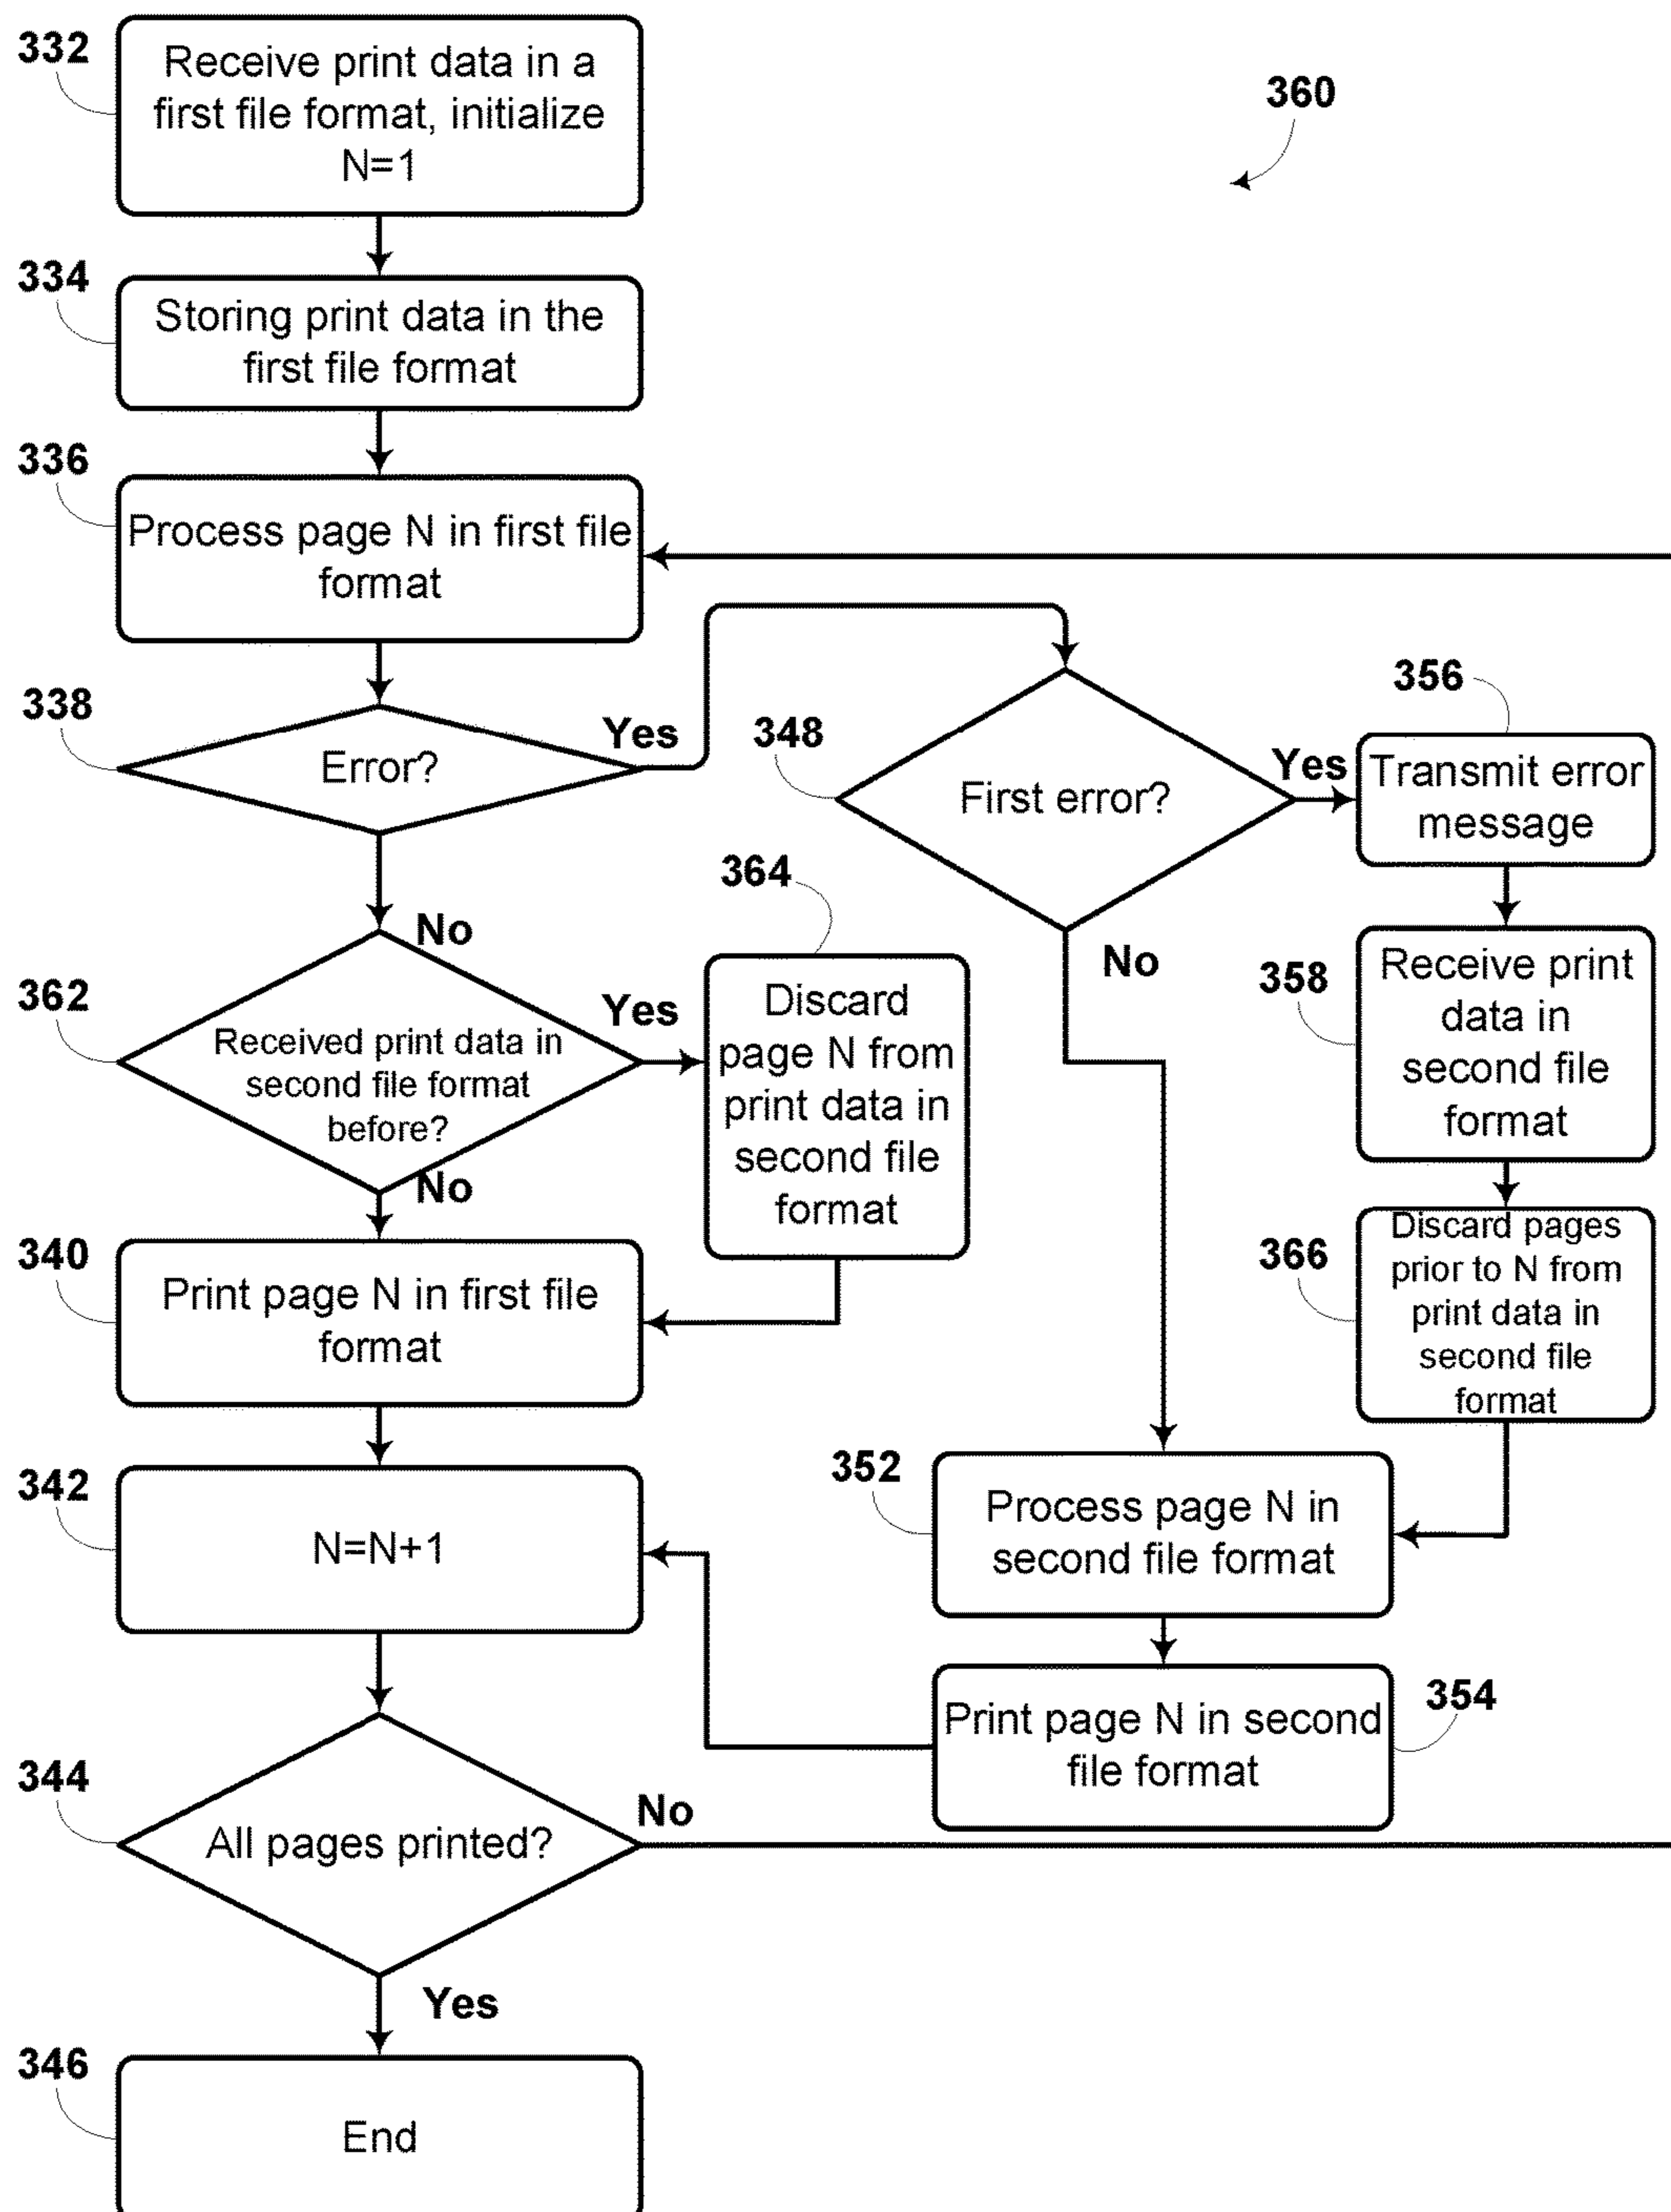 332
Receive print data in a
first file format, initialize
N=1
360
334
Storing print data in the
first file format
336
Process page N in first file
format
338
Error?
Yes
348
First error?
Yes
356
Transmit error
message
No
No
358
Receive print
data in
second file
format
362
Received print data in
second file format
before?
Yes
364
Discard
page N from
print data in
second file
format
No
366
Discard pages
prior to N from
print data in
second file
format
340
Print page N in first file
format
352
Process page N in
second file format
342
N=N+1
354
Print page N in second
file format
344
All pages printed?
No
Yes
346
End